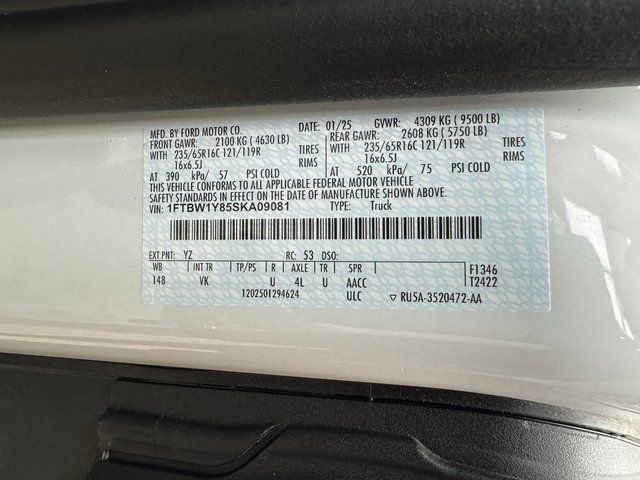 MFD. BY FORD MOTOR CO. DATE: 01/25 GVWR: 4309 KG ( 9500 LB)
FRONT GAWR: 2100 KG ( 4630 LB) REAR GAWR: 2608 KG ( 5750 LB)
WITH 235/65R16C 121/119R TIRES WITH 235/65R16C 121/119R TIRES
16x6.5J RIMS 16x6.5J RIMS
AT 390 kPa/ 57 PSI COLD AT 520 kPa/ 75 PSI COLD
THIS VEHICLE CONFORMS TO ALL APPLICABLE FEDERAL MOTOR VEHICLE
SAFETY STANDARDS IN EFFECT ON THE DATE OF MANUFACTURE SHOWN ABOVE.
VIN: 1FTBW1Y85SKA09081 TYPE: Truck
EXT PNT: YZ RC: 53 DSO:
WB INT TR TP/PS R AXLE TR SPR F1346
148 VK U 4L U AACC T2422
1202501294624 ULC ▽ RU5A-3520472-AA